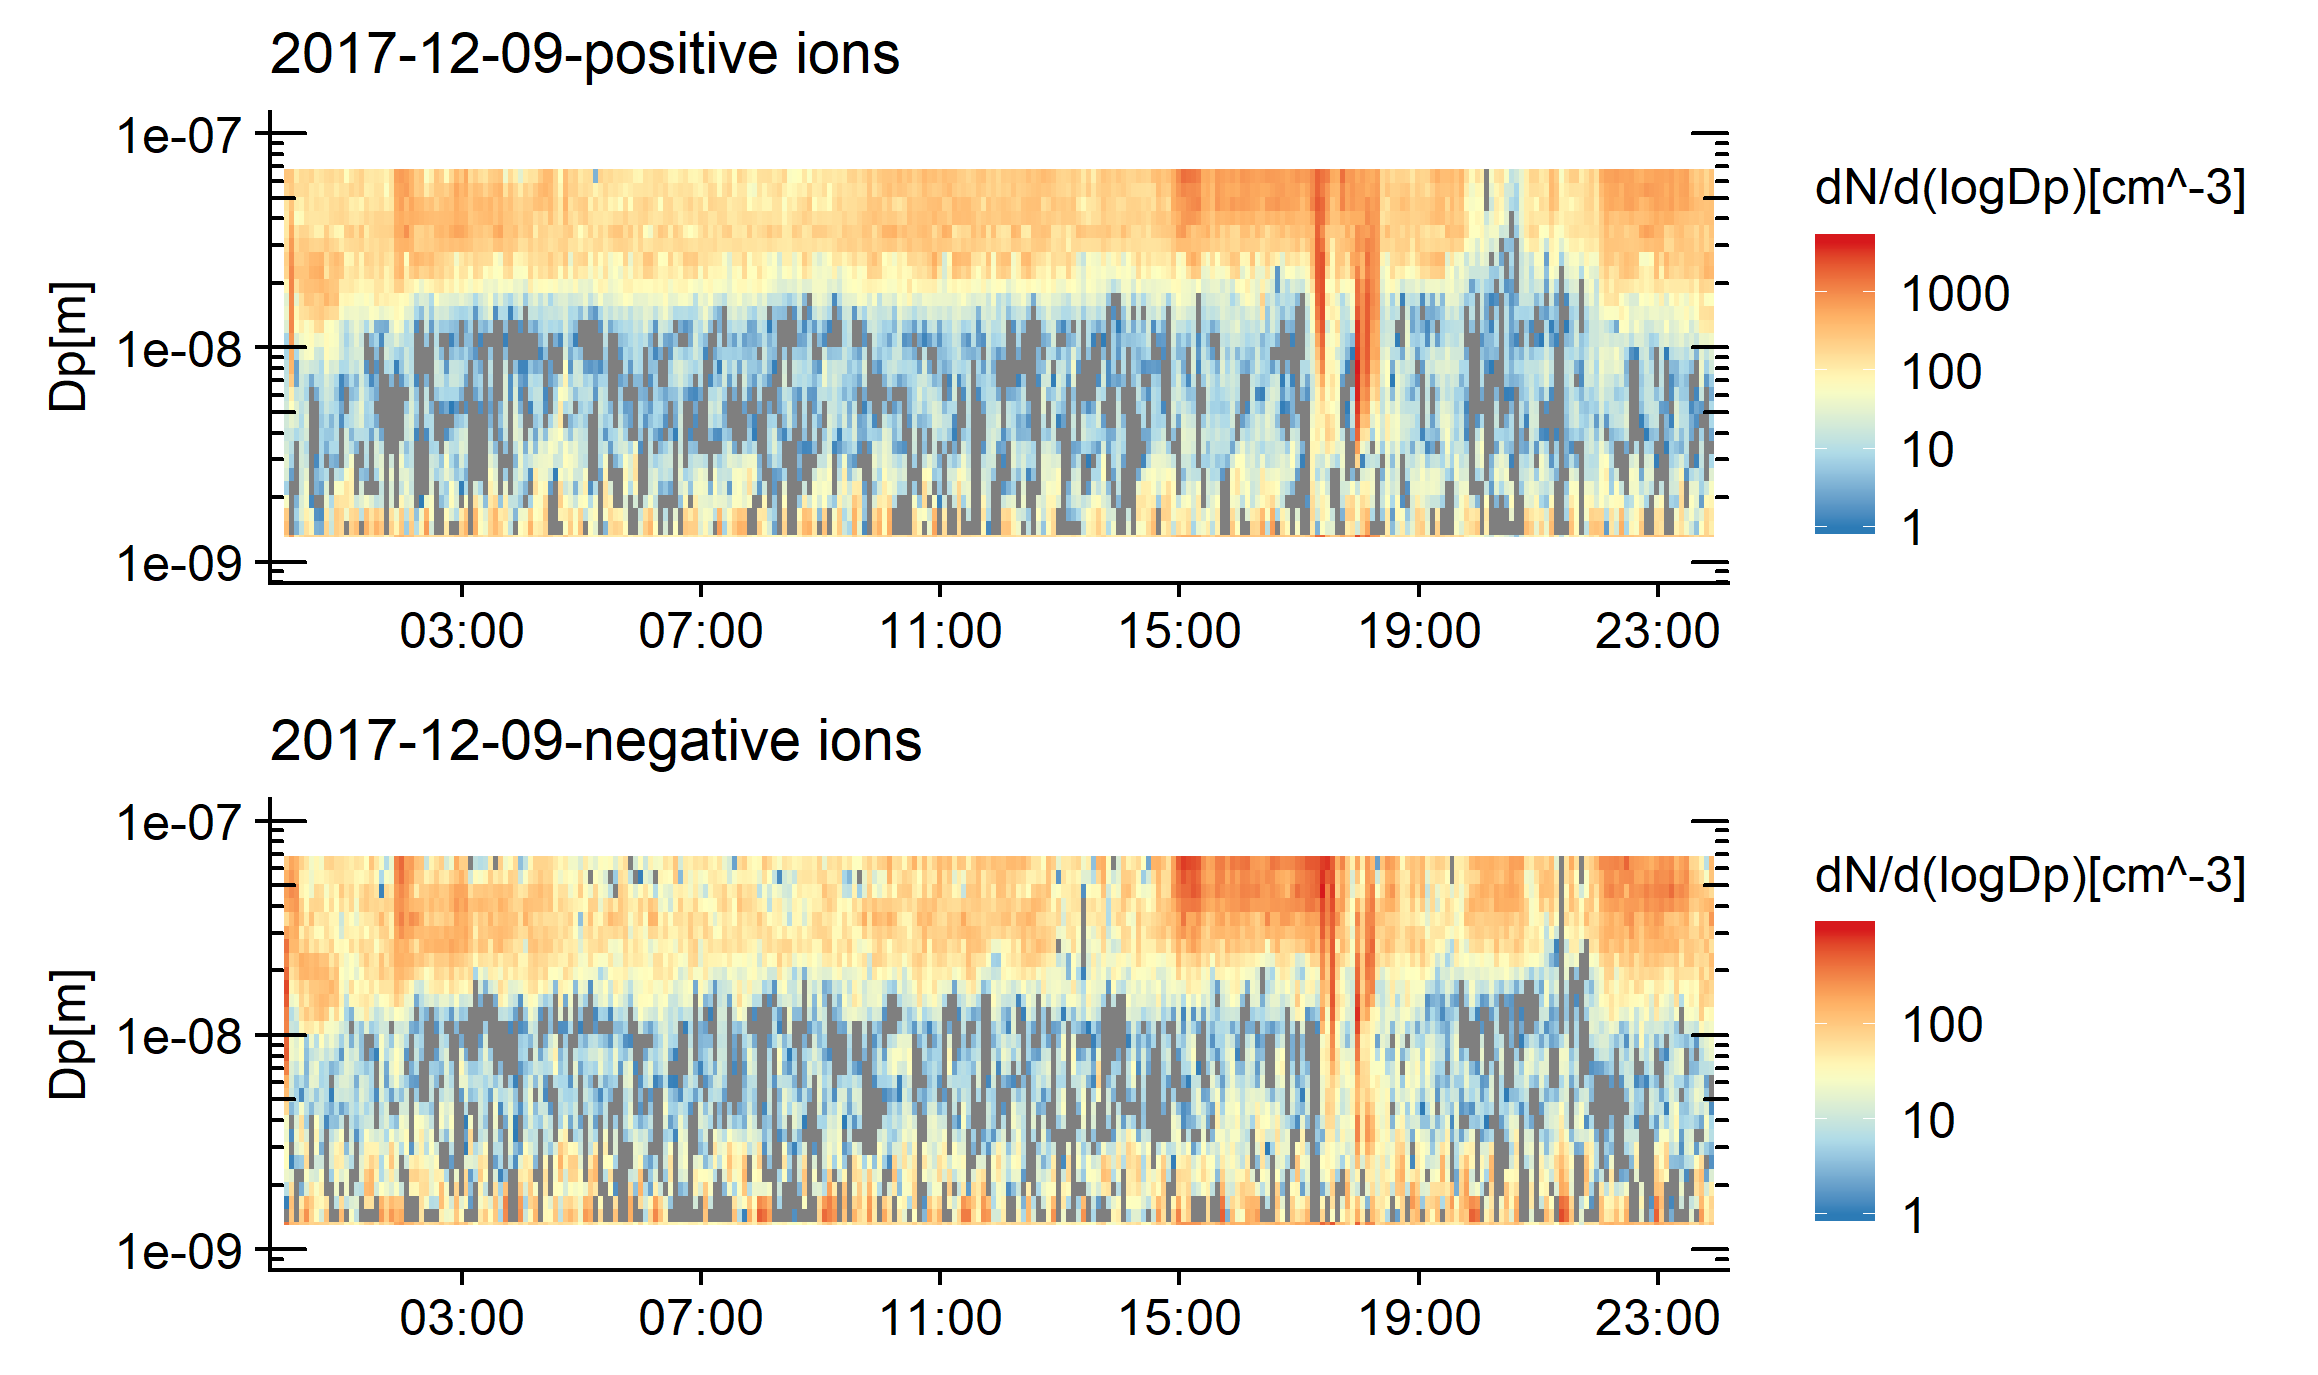 2017-12-09-positive ions
1e-07
1e-08
1e-09
Dp[m]
03:00 07:00 11:00 15:00 19:00 23:00
dN/d(logDp)[cm^-3]
1000
100
10
1
2017-12-09-negative ions
1e-07
1e-08
1e-09
Dp[m]
03:00 07:00 11:00 15:00 19:00 23:00
dN/d(logDp)[cm^-3]
100
10
1